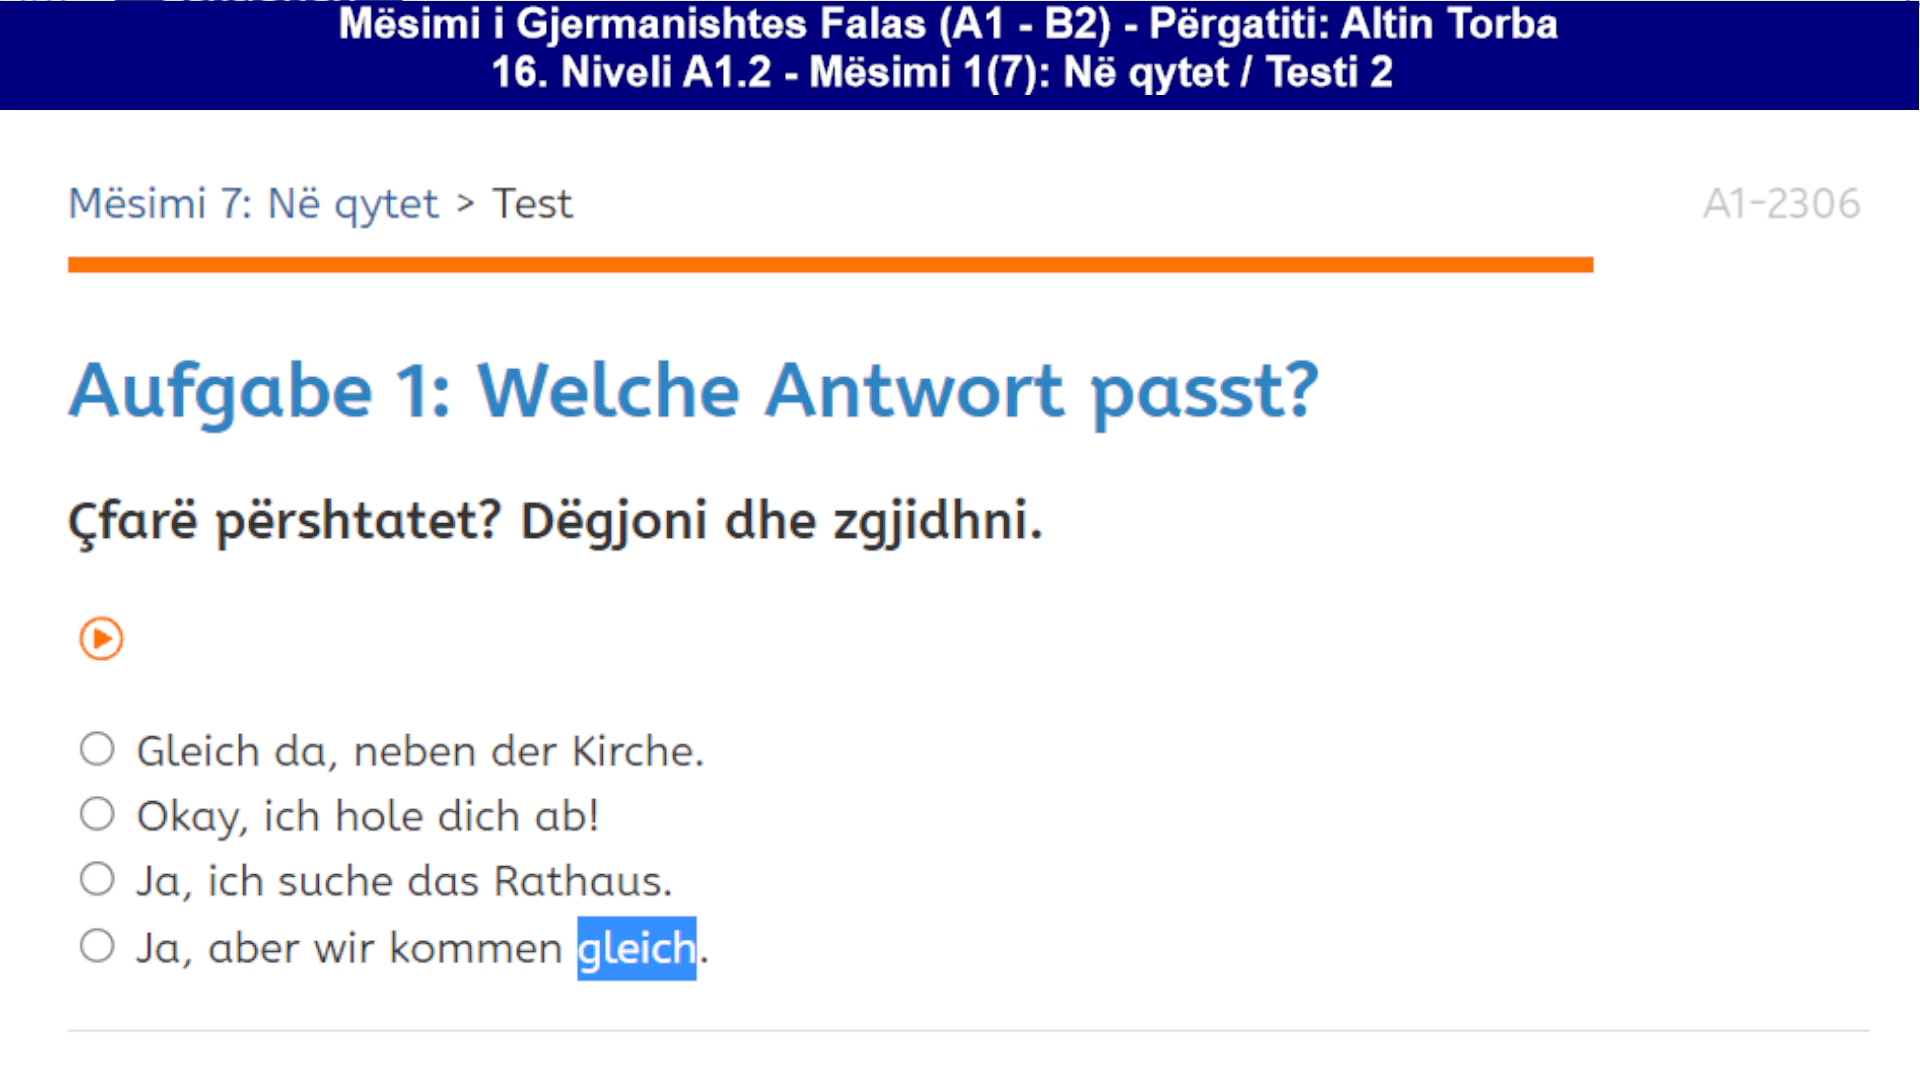 Mësimi i Gjermanishtes Falas (A1 - B2) - Përgatiti: Altin Torba
16. Niveli A1.2 - Mësimi 1(7): Në qytet / Testi 2
Mësimi 7: Në qytet > Test
A1-2306
Aufgabe 1: Welche Antwort passt?
Çfarë përshtatet? Dëgjoni dhe zgjidhni.
Gleich da, neben der Kirche.
Okay, ich hole dich ab!
Ja, ich suche das Rathaus.
Ja, aber wir kommen gleich.